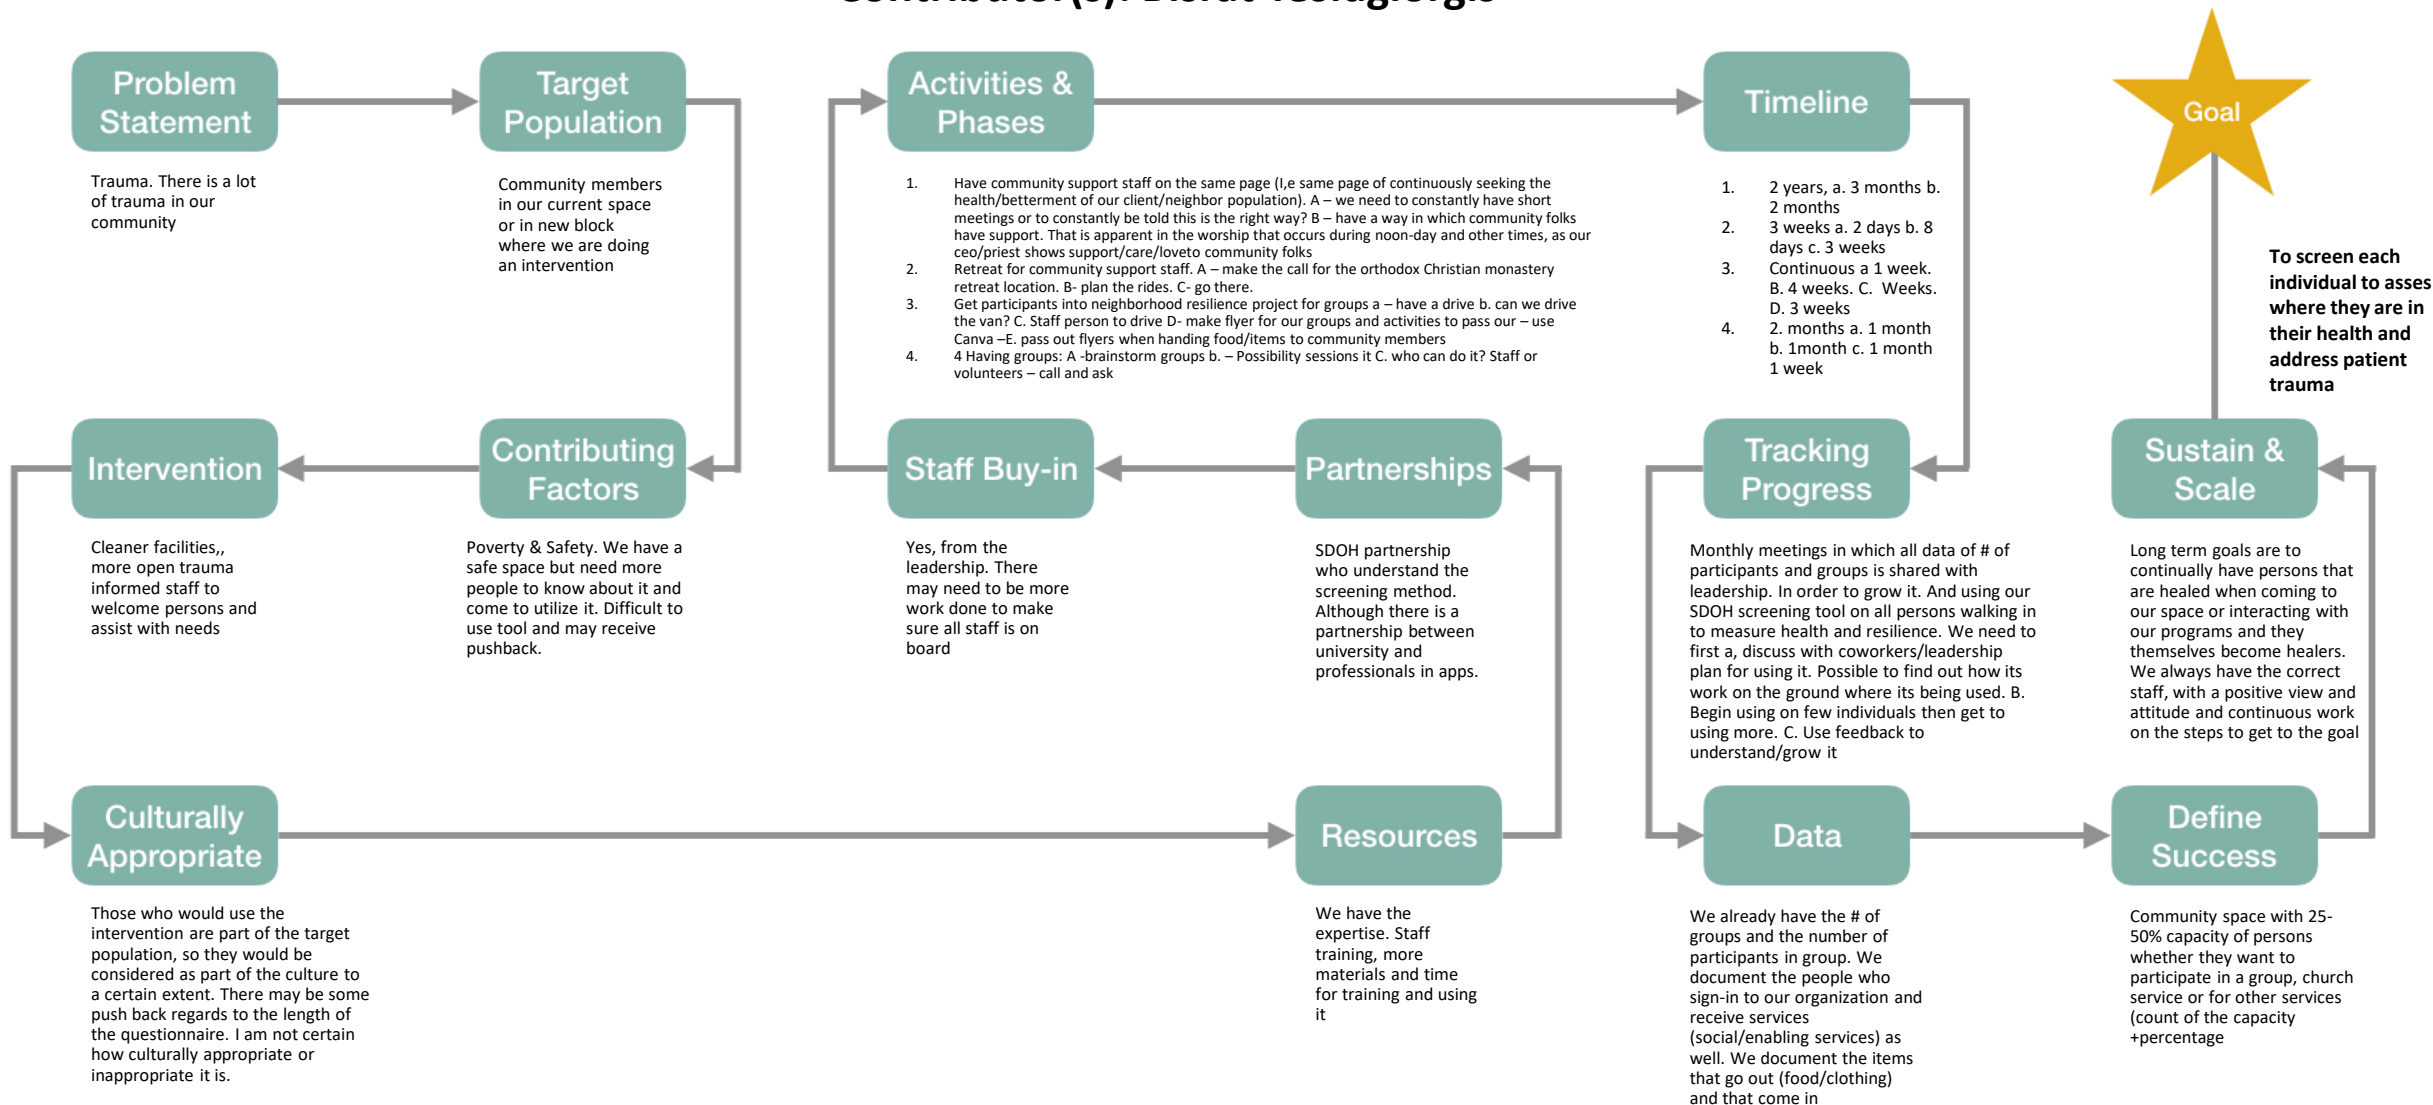 Contributor(s): Bisrat Tesfagiorgis
Problem
Statement
Trauma. There is a lot
of trauma in our
community
Target
Population
Community members
in our current space
or in new block
where we are doing
an intervention
Contributing
Factors
Poverty & Safety. We have a
safe space but need more
people to know about it and
come to utilize it. Difficult to
use tool and may receive
pushback.
Intervention
Cleaner facilities,,
more open trauma
informed staff to
welcome persons and
assist with needs
Culturally
Appropriate
Those who would use the
intervention are part of the target
population, so they would be
considered as part of the culture to
a certain extent. There may be some
push back regards to the length of
the questionnaire. I am not certain
how culturally appropriate or
inappropriate it is.
Resources
We have the
expertise. Staff
training, more
materials and time
for training and using
it
Partnerships
SDOH partnership
who understand the
screening method.
Although there is a
partnership between
university and
professionals in apps.
Staff Buy-in
Yes, from the
leadership. There
may need to be more
work done to make
sure all staff is on
board
Activities &
Phases
1. Have community support staff on the same page (I,e same page of continuously seeking the
health/betterment of our client/neighbor population). A – we need to constantly have short
meetings or to constantly be told this is the right way? B – have a way in which community folks
have support. That is apparent in the worship that occurs during noon-day and other times, as our
ceo/priest shows support/care/loveto community folks
2. Retreat for community support staff. A – make the call for the orthodox Christian monastery
retreat location. B- plan the rides. C- go there.
3. Get participants into neighborhood resilience project for groups a – have a drive b. can we drive
the van? C. Staff person to drive D- make flyer for our groups and activities to pass our – use
Canva –E. pass out flyers when handing food/items to community members
4. 4 Having groups: A -brainstorm groups b. – Possibility sessions it C. who can do it? Staff or
volunteers – call and ask
Timeline
1. 2 years, a. 3 months b.
2 months
2. 3 weeks a. 2 days b. 8
days c. 3 weeks
3. Continuous a 1 week.
B. 4 weeks. C. Weeks.
D. 3 weeks
4. 2. months a. 1 month
b. 1month c. 1 month
1 week
Tracking
Progress
Monthly meetings in which all data of # of
participants and groups is shared with
leadership. In order to grow it. And using our
SDOH screening tool on all persons walking in
to measure health and resilience. We need to
first a, discuss with coworkers/leadership
plan for using it. Possible to find out how its
work on the ground where its being used. B.
Begin using on few individuals then get to
using more. C. Use feedback to
understand/grow it
Data
We already have the # of
groups and the number of
participants in group. We
document the people who
sign-in to our organization and
receive services
(social/enabling services) as
well. We document the items
that go out (food/clothing)
and that come in
Define
Success
Community space with 25-
50% capacity of persons
whether they want to
participate in a group, church
service or for other services
(count of the capacity
+percentage
Sustain &
Scale
Long term goals are to
continually have persons that
are healed when coming to
our space or interacting with
our programs and they
themselves become healers.
We always have the correct
staff, with a positive view and
attitude and continuous work
on the steps to get to the goal
Goal
To screen each
individual to asses
where they are in
their health and
address patient
trauma